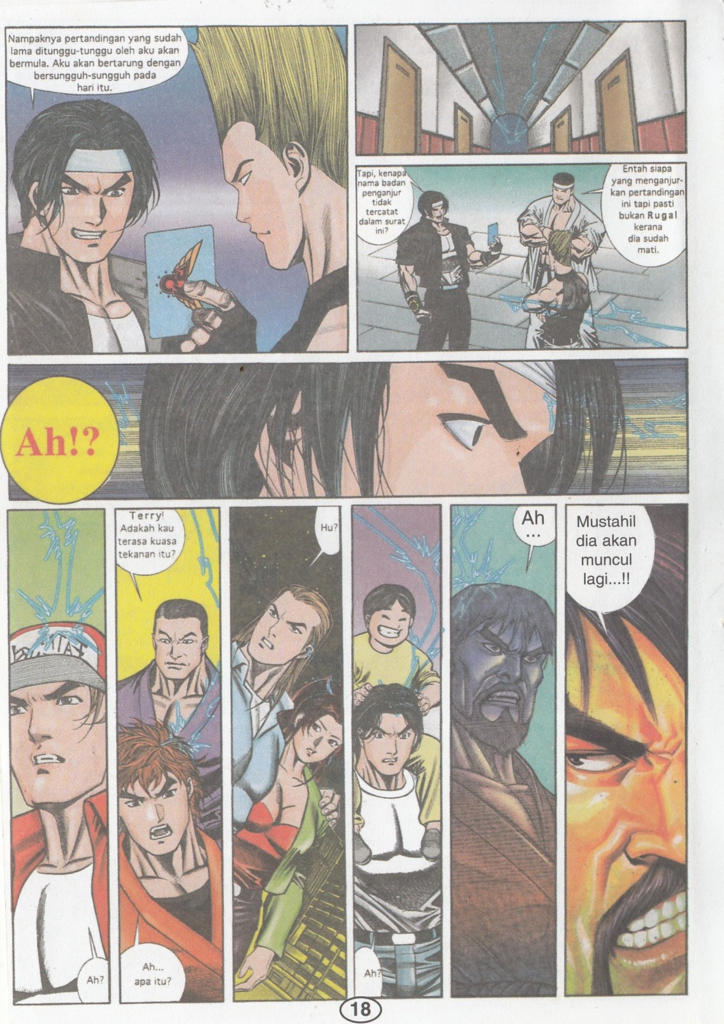 Nampaknya pertandingan yang sudah
lama ditunggu-tunggu oleh aku akan
bermula. Aku akan bertarung dengan
bersungguh-sungguh pada
hari itu.
Tapi, kenapa
nama badan
penganjur
tidak
tercatat
dalam surat
ini?
Entah siapa
yang menganjur-
kan pertandingan
ini tapi pasti
bukan Rugal
kerana
dia sudah
mati.
Ah!?
Ah?
Terry!
Adakah kau
terasa kuasa
tekanan itu?
Ah...
apa itu?
Hu?
Ah?
Ah
...
Mustahil
dia akan
muncul
lagi...!!
18